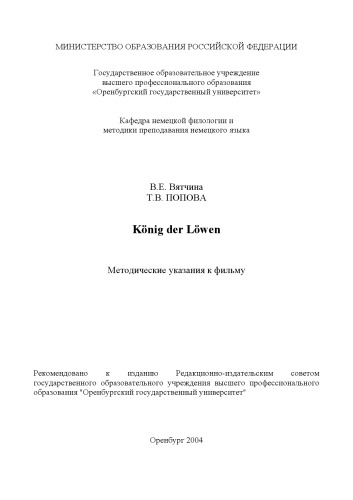 МИНИСТЕРСТВО ОБРАЗОВАНИЯ РОССИЙСКОЙ ФЕДЕРАЦИИ
Государственное образовательное учреждение
высшего профессионального образования
«Оренбургский государственный университет»
Кафедра немецкой филологии и
методики преподавания немецкого языка
В.Е. Вятчина
Т.В. ПОПОВА
König der Löwen
Методические указания к фильму
Рекомендовано к изданию Редакционно-издательским советом
государственного образовательного учреждения высшего профессионального
образования "Оренбургский государственный университет"
Оренбург 2004